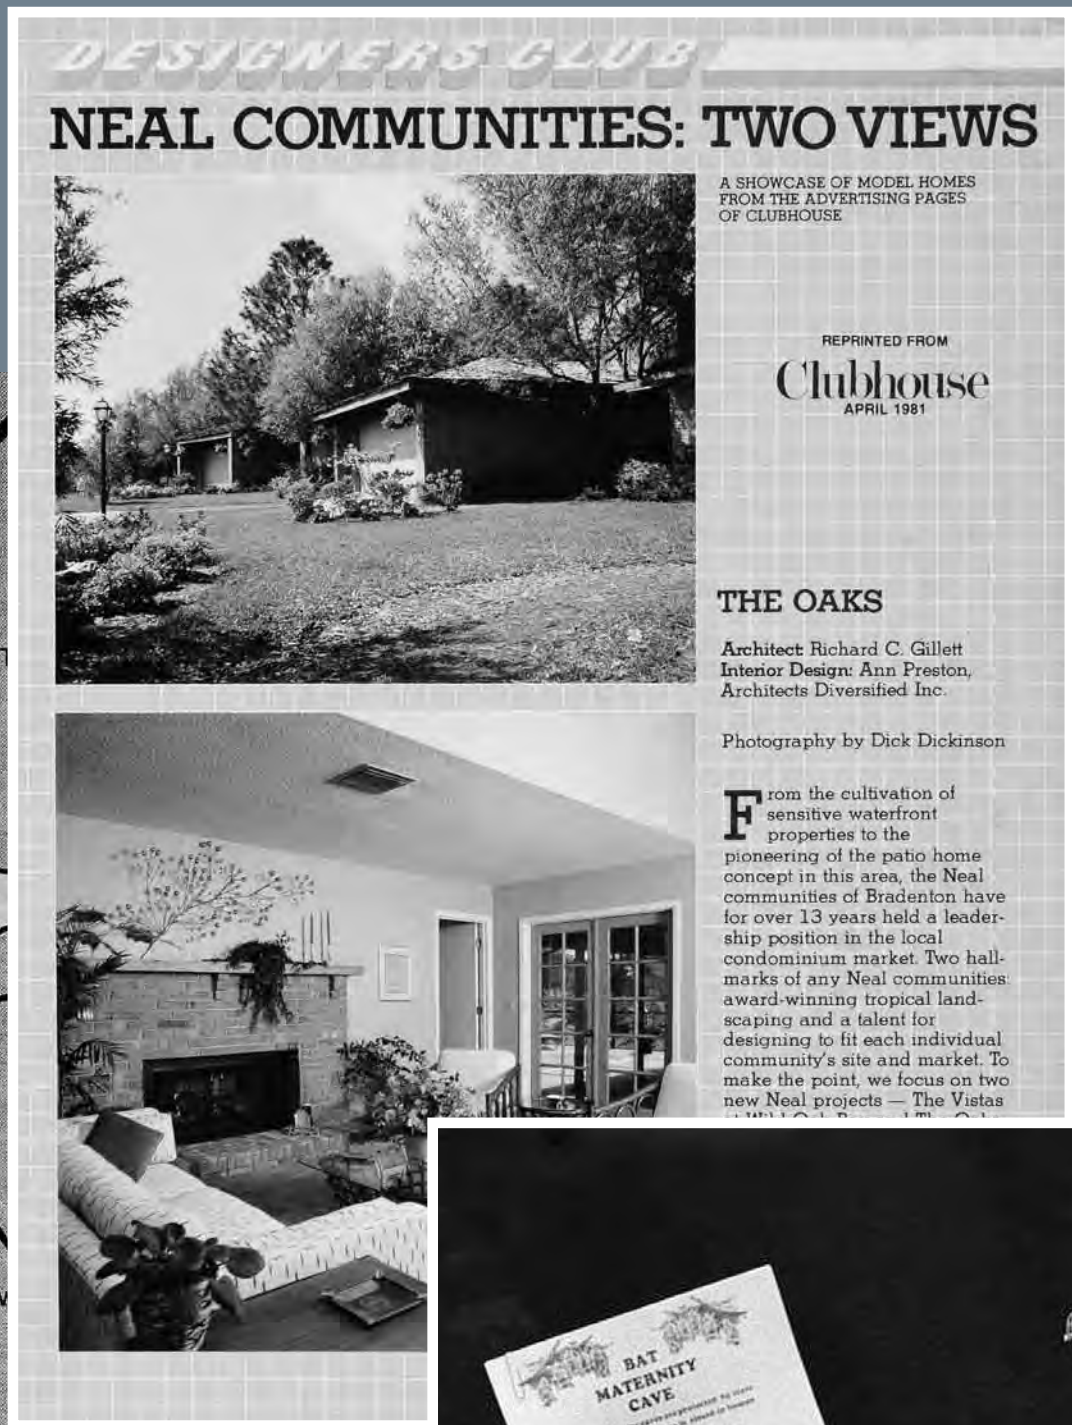 DESIGNERS CLUB
NEAL COMMUNITIES: TWO VIEWS
A SHOWCASE OF MODEL HOMES
FROM THE ADVERTISING PAGES
OF CLUBHOUSE
REPRINTED FROM
Clubhouse
APRIL 1981
THE OAKS
Architect: Richard C. Gillett
Interior Design: Ann Preston,
Architects Diversified Inc.
Photography by Dick Dickinson
From the cultivation of
sensitive waterfront
properties to the
pioneering of the patio home
concept in this area, the Neal
communities of Bradenton have
for over 13 years held a leader-
ship position in the local
condominium market. Two hall-
marks of any Neal communities:
award-winning tropical land-
scaping and a talent for
designing to fit each individual
community's site and market. To
make the point, we focus on two
new Neal projects — The Vistas
BAT
MATERNITY
CAVE